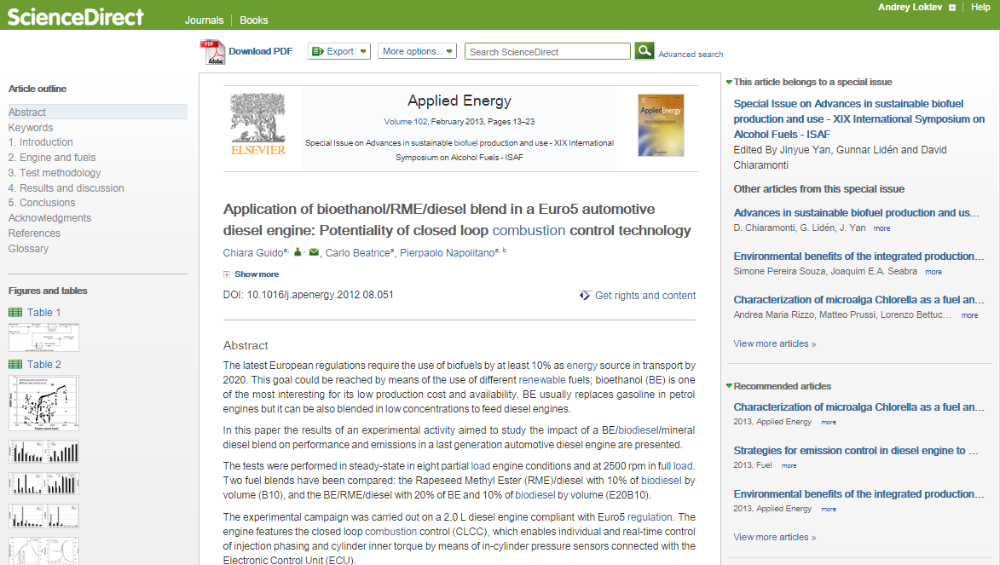 ScienceDirect
Journals
Books
Andrey Loktev
Help
Download PDF
Export
More options...
Search ScienceDirect
Advanced search
Article outline
Abstract
Keywords
1. Introduction
2. Engine and fuels
3. Test methodology
4. Results and discussion
5. Conclusions
Acknowledgments
References
Glossary
Figures and tables
Table 1
Table 2
ELSEVIER
Applied Energy
Volume 102, February 2013, Pages 13–23
Special Issue on Advances in sustainable biofuel production and use - XIX International
Symposium on Alcohol Fuels - ISAF
AppliedEnergy
Application of bioethanol/RME/diesel blend in a Euro5 automotive
diesel engine: Potentiality of closed loop combustion control technology
Chiara Guidoa, , Carlo Beatricea, Pierpaolo Napolitanoa, b
Show more
DOI: 10.1016/j.apenergy.2012.08.051
Get rights and content
Abstract
The latest European regulations require the use of biofuels by at least 10% as energy source in transport by
2020. This goal could be reached by means of the use of different renewable fuels; bioethanol (BE) is one
of the most interesting for its low production cost and availability. BE usually replaces gasoline in petrol
engines but it can be also blended in low concentrations to feed diesel engines.
In this paper the results of an experimental activity aimed to study the impact of a BE/biodiesel/mineral
diesel blend on performance and emissions in a last generation automotive diesel engine are presented.
The tests were performed in steady-state in eight partial load engine conditions and at 2500 rpm in full load.
Two fuel blends have been compared: the Rapeseed Methyl Ester (RME)/diesel with 10% of biodiesel by
volume (B10), and the BE/RME/diesel with 20% of BE and 10% of biodiesel by volume (E20B10).
The experimental campaign was carried out on a 2.0 L diesel engine compliant with Euro5 regulation. The
engine features the closed loop combustion control (CLCC), which enables individual and real-time control
of injection phasing and cylinder inner torque by means of in-cylinder pressure sensors connected with the
Electronic Control Unit (ECU).
This article belongs to a special issue
Special Issue on Advances in sustainable biofuel
production and use - XIX International Symposium on
Alcohol Fuels - ISAF
Edited By Jinyue Yan, Gunnar Lidén and David
Chiaramonti
Other articles from this special issue
Advances in sustainable biofuel production and us…
D. Chiaramonti, G. Lidén, J. Yan more
Environmental benefits of the integrated production…
Simone Pereira Souza, Joaquim E.A. Seabra more
Characterization of microalga Chlorella as a fuel an…
Andrea Maria Rizzo, Matteo Prussi, Lorenzo Bettuc… more
View more articles »
Recommended articles
Characterization of microalga Chlorella as a fuel an…
2013, Applied Energy more
Strategies for emission control in diesel engine to …
2013, Fuel more
Environmental benefits of the integrated production…
2013, Applied Energy more
View more articles »